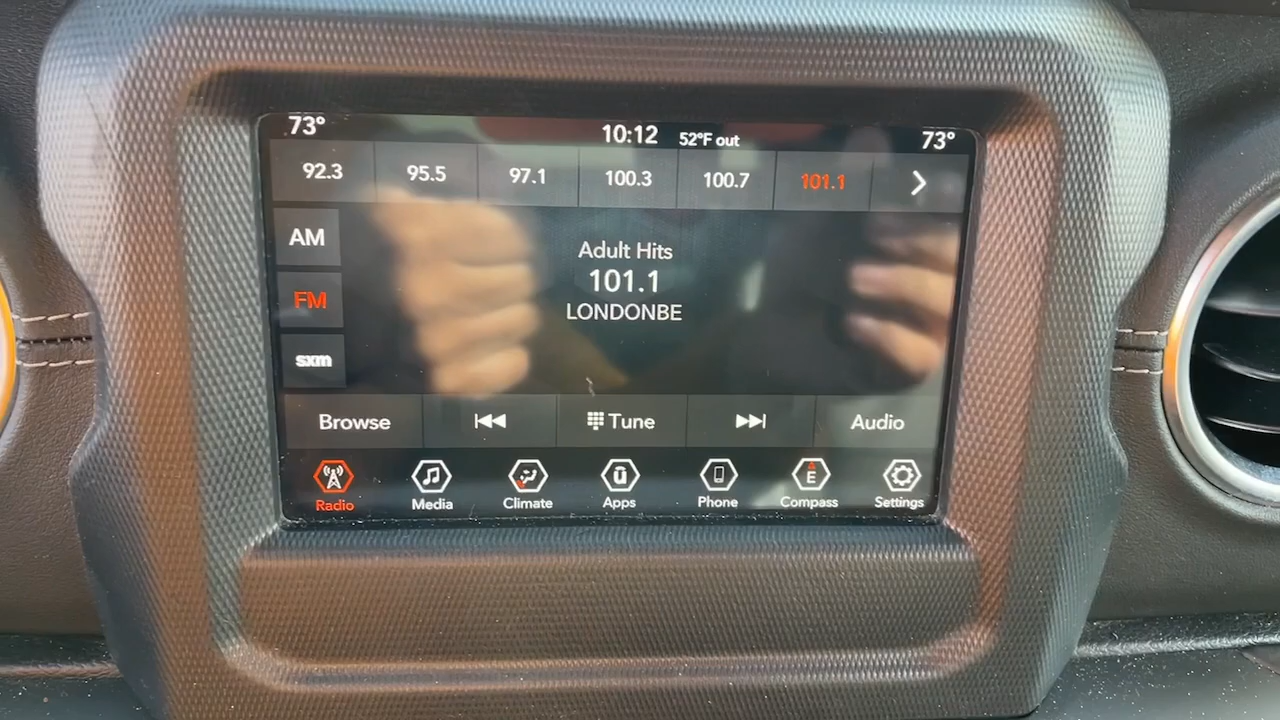 73° 10:12 52°F out 73°
92.3 95.5 97.1 100.3 100.7 101.1
AM
FM
sxm
Adult Hits
101.1
LONDONBE
Browse Tune Audio
E
Radio Media Climate Apps Phone Compass Settings